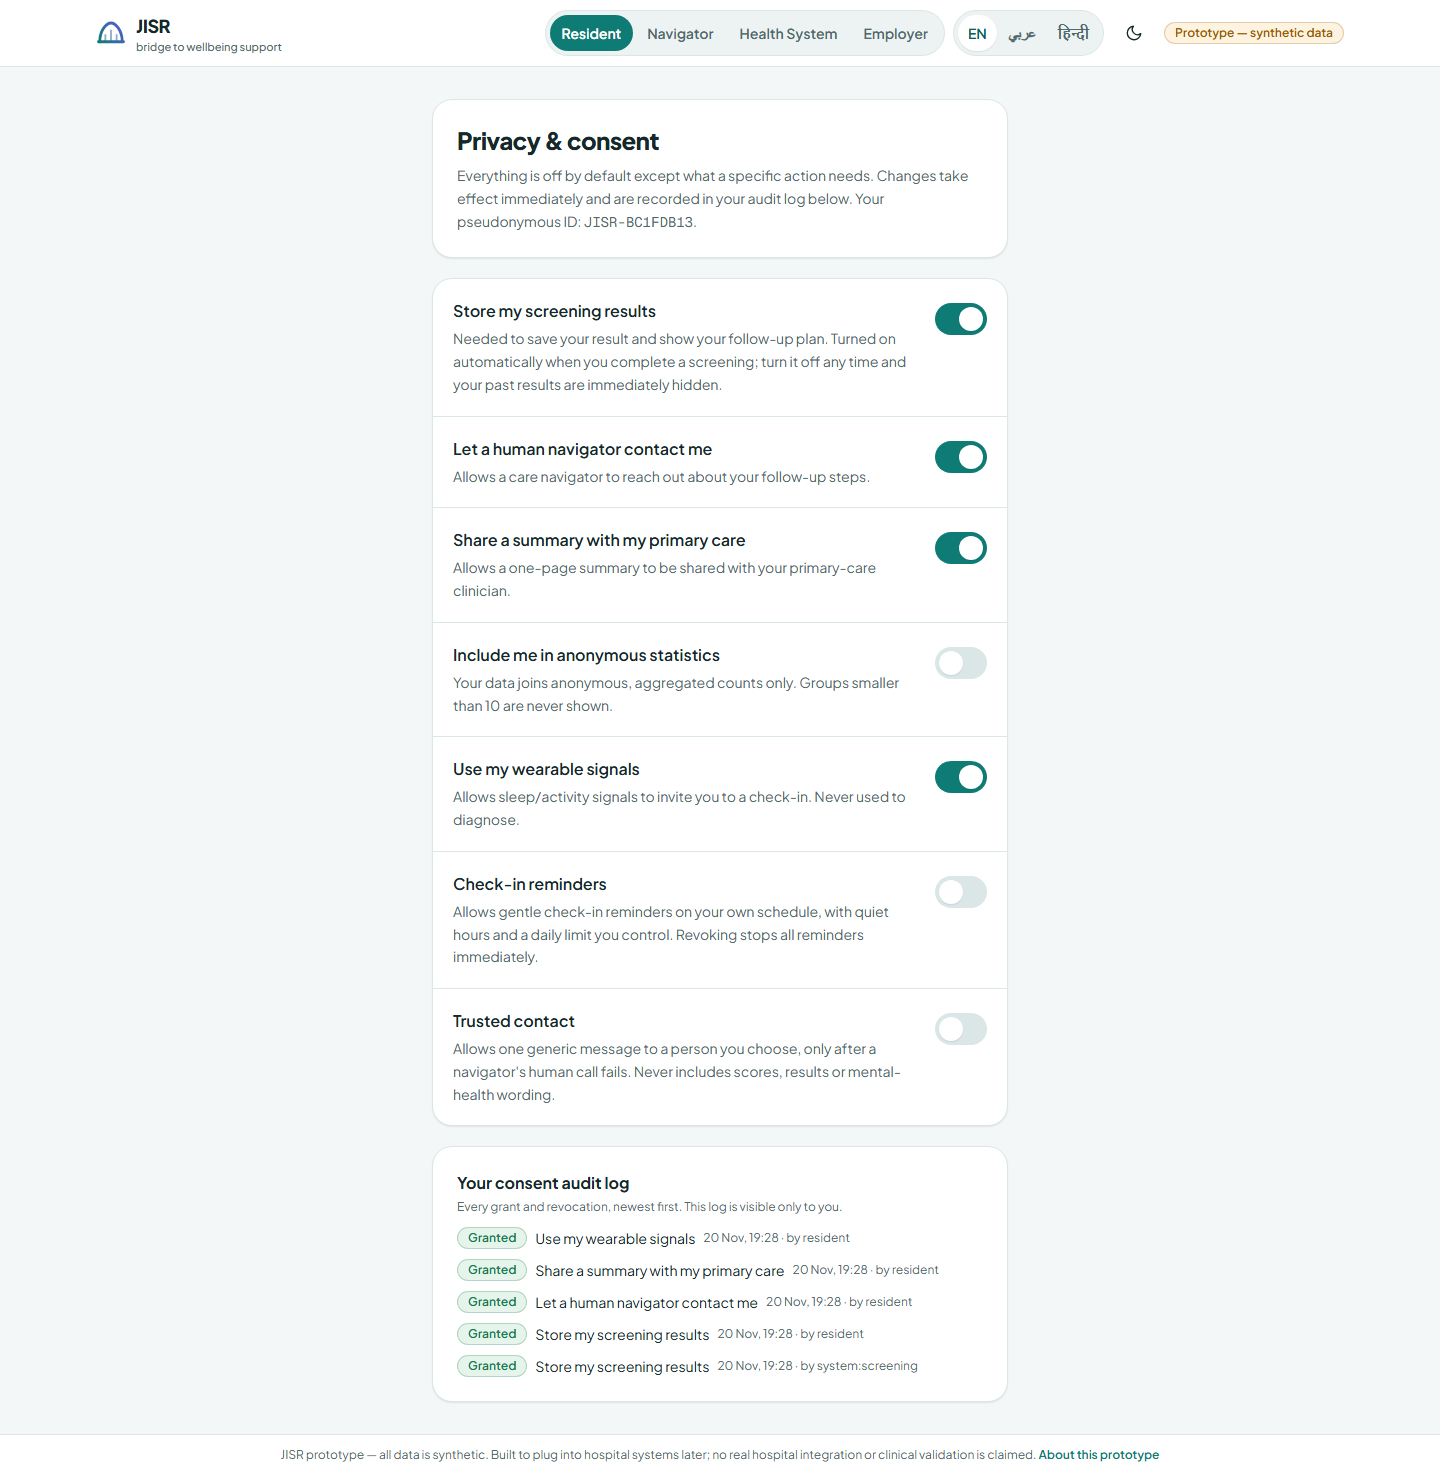 JISR
bridge to wellbeing support
Resident
Navigator
Health System
Employer
EN
عربي
हिन्दी
Prototype — synthetic data
Privacy & consent
Everything is off by default except what a specific action needs. Changes take
effect immediately and are recorded in your audit log below. Your
pseudonymous ID: JISR-BC1FDB13.
Store my screening results
Needed to save your result and show your follow-up plan. Turned on
automatically when you complete a screening; turn it off any time and
your past results are immediately hidden.
Let a human navigator contact me
Allows a care navigator to reach out about your follow-up steps.
Share a summary with my primary care
Allows a one-page summary to be shared with your primary-care
clinician.
Include me in anonymous statistics
Your data joins anonymous, aggregated counts only. Groups smaller
than 10 are never shown.
Use my wearable signals
Allows sleep/activity signals to invite you to a check-in. Never used to
diagnose.
Check-in reminders
Allows gentle check-in reminders on your own schedule, with quiet
hours and a daily limit you control. Revoking stops all reminders
immediately.
Trusted contact
Allows one generic message to a person you choose, only after a
navigator's human call fails. Never includes scores, results or mental-
health wording.
Your consent audit log
Every grant and revocation, newest first. This log is visible only to you.
Granted Use my wearable signals 20 Nov, 19:28 · by resident
Granted Share a summary with my primary care 20 Nov, 19:28 · by resident
Granted Let a human navigator contact me 20 Nov, 19:28 · by resident
Granted Store my screening results 20 Nov, 19:28 · by resident
Granted Store my screening results 20 Nov, 19:28 · by system:screening
JISR prototype — all data is synthetic. Built to plug into hospital systems later; no real hospital integration or clinical validation is claimed. About this prototype